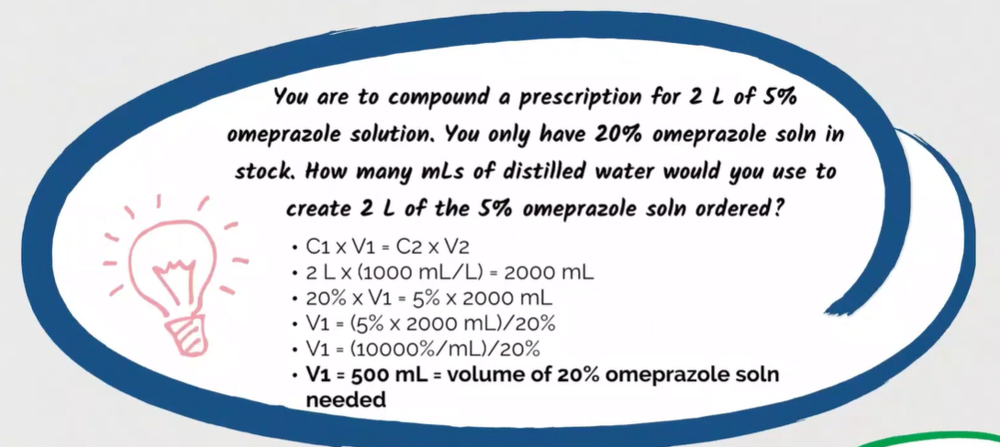 You are to compound a prescription for 2 L of 5%
omeprazole solution. You only have 20% omeprazole soln in
stock. How many mLs of distilled water would you use to
create 2 L of the 5% omeprazole soln ordered?
• C1 x V1 = C2 x V2
• 2 L x (1000 mL/L) = 2000 mL
• 20% x V1 = 5% x 2000 mL
• V1 = (5% x 2000 mL)/20%
• V1 = (10000%/mL)/20%
• V1 = 500 mL = volume of 20% omeprazole soln
needed